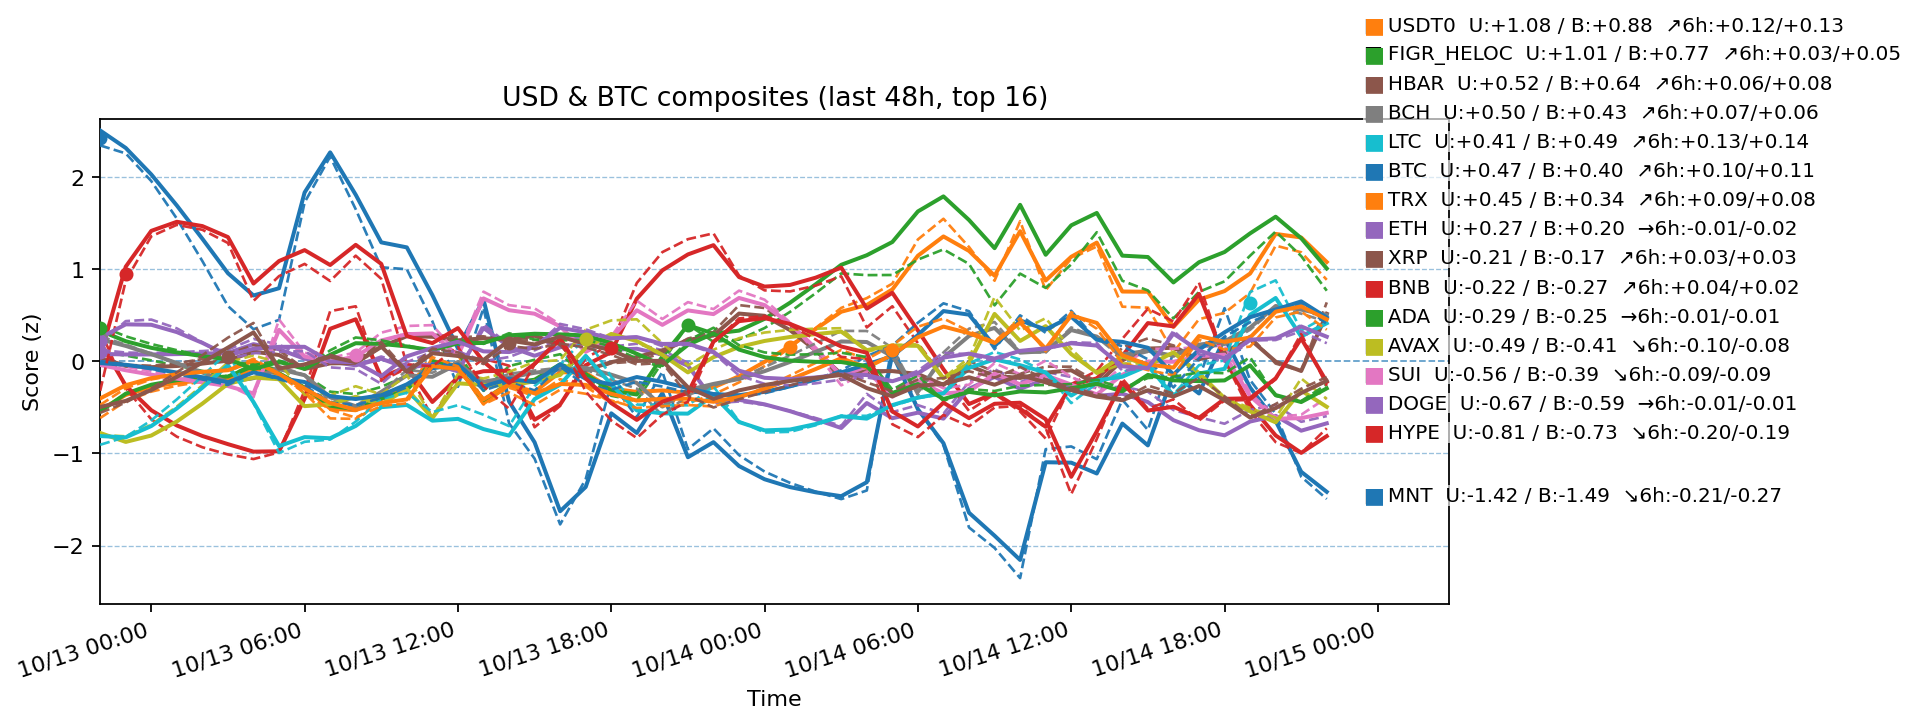 USDT0 U:+1.08 / B:+0.88 ↗6h:+0.12/+0.13
FIGR_HELOC U:+1.01 / B:+0.77 ↗6h:+0.03/+0.05
HBAR U:+0.52 / B:+0.64 ↗6h:+0.06/+0.08
BCH U:+0.50 / B:+0.43 ↗6h:+0.07/+0.06
LTC U:+0.41 / B:+0.49 ↗6h:+0.13/+0.14
BTC U:+0.47 / B:+0.40 ↗6h:+0.10/+0.11
TRX U:+0.45 / B:+0.34 ↗6h:+0.09/+0.08
ETH U:+0.27 / B:+0.20 →6h:-0.01/-0.02
XRP U:-0.21 / B:-0.17 ↗6h:+0.03/+0.03
BNB U:-0.22 / B:-0.27 ↗6h:+0.04/+0.02
ADA U:-0.29 / B:-0.25 →6h:-0.01/-0.01
AVAX U:-0.49 / B:-0.41 ↘6h:-0.10/-0.08
SUI U:-0.56 / B:-0.39 ↘6h:-0.09/-0.09
DOGE U:-0.67 / B:-0.59 →6h:-0.01/-0.01
HYPE U:-0.81 / B:-0.73 ↘6h:-0.20/-0.19
MNT U:-1.42 / B:-1.49 ↘6h:-0.21/-0.27
USD & BTC composites (last 48h, top 16)
Score (z)
2
1
0
−1
−2
10/13 00:00
10/13 06:00
10/13 12:00
10/13 18:00
10/14 00:00
10/14 06:00
10/14 12:00
10/14 18:00
10/15 00:00
Time